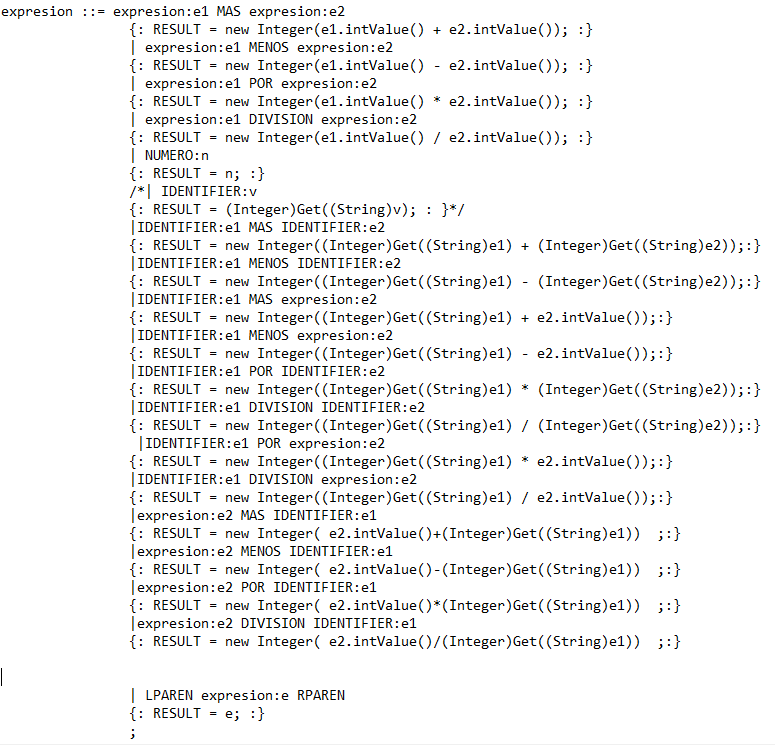 expresion ::= expresion:e1 MAS expresion:e2
{: RESULT = new Integer(e1.intValue() + e2.intValue()); :}
| expresion:e1 MENOS expresion:e2
{: RESULT = new Integer(e1.intValue() - e2.intValue()); :}
| expresion:e1 POR expresion:e2
{: RESULT = new Integer(e1.intValue() * e2.intValue()); :}
| expresion:e1 DIVISION expresion:e2
{: RESULT = new Integer(e1.intValue() / e2.intValue()); :}
| NUMERO:n
{: RESULT = n; :}
/*| IDENTIFIER:v
{: RESULT = (Integer)Get((String)v); : }*/
|IDENTIFIER:e1 MAS IDENTIFIER:e2
{: RESULT = new Integer((Integer)Get((String)e1) + (Integer)Get((String)e2));:}
|IDENTIFIER:e1 MENOS IDENTIFIER:e2
{: RESULT = new Integer((Integer)Get((String)e1) - (Integer)Get((String)e2));:}
|IDENTIFIER:e1 MAS expresion:e2
{: RESULT = new Integer((Integer)Get((String)e1) + e2.intValue());:}
|IDENTIFIER:e1 MENOS expresion:e2
{: RESULT = new Integer((Integer)Get((String)e1) - e2.intValue());:}
|IDENTIFIER:e1 POR IDENTIFIER:e2
{: RESULT = new Integer((Integer)Get((String)e1) * (Integer)Get((String)e2));:}
|IDENTIFIER:e1 DIVISION IDENTIFIER:e2
{: RESULT = new Integer((Integer)Get((String)e1) / (Integer)Get((String)e2));:}
|IDENTIFIER:e1 POR expresion:e2
{: RESULT = new Integer((Integer)Get((String)e1) * e2.intValue());:}
|IDENTIFIER:e1 DIVISION expresion:e2
{: RESULT = new Integer((Integer)Get((String)e1) / e2.intValue());:}
|expresion:e2 MAS IDENTIFIER:e1
{: RESULT = new Integer( e2.intValue()+(Integer)Get((String)e1))  ;:}
|expresion:e2 MENOS IDENTIFIER:e1
{: RESULT = new Integer( e2.intValue()-(Integer)Get((String)e1))  ;:}
|expresion:e2 POR IDENTIFIER:e1
{: RESULT = new Integer( e2.intValue()*(Integer)Get((String)e1))  ;:}
|expresion:e2 DIVISION IDENTIFIER:e1
{: RESULT = new Integer( e2.intValue()/(Integer)Get((String)e1))  ;:}
| LPAREN expresion:e RPAREN
{: RESULT = e; :}
;